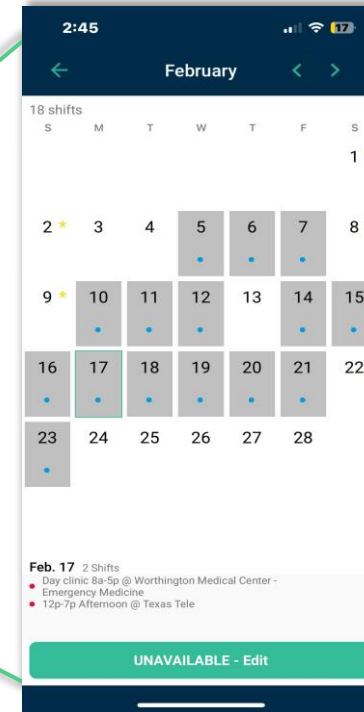 2:45
17
February
18 shifts
S M T W T F S
1
2 3 4 5 6 7 8
9 10 11 12 13 14 15
16 17 18 19 20 21 22
23 24 25 26 27 28
Feb. 17 2 Shifts
Day clinic 8a-5p @ Worthington Medical Center -
Emergency Medicine
12p-7p Afternoon @ Texas Tele
UNAVAILABLE - Edit